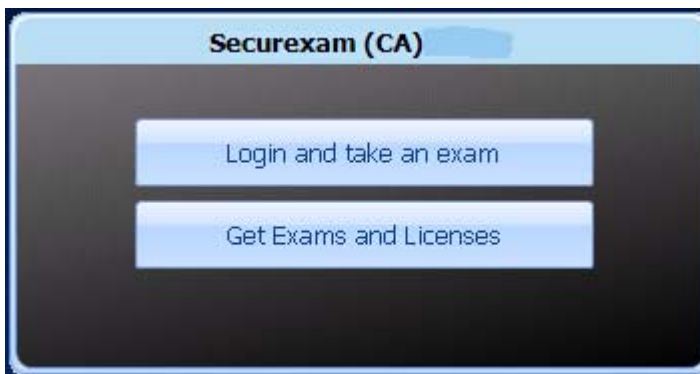 Securexam (CA)
Login and take an exam
Get Exams and Licenses